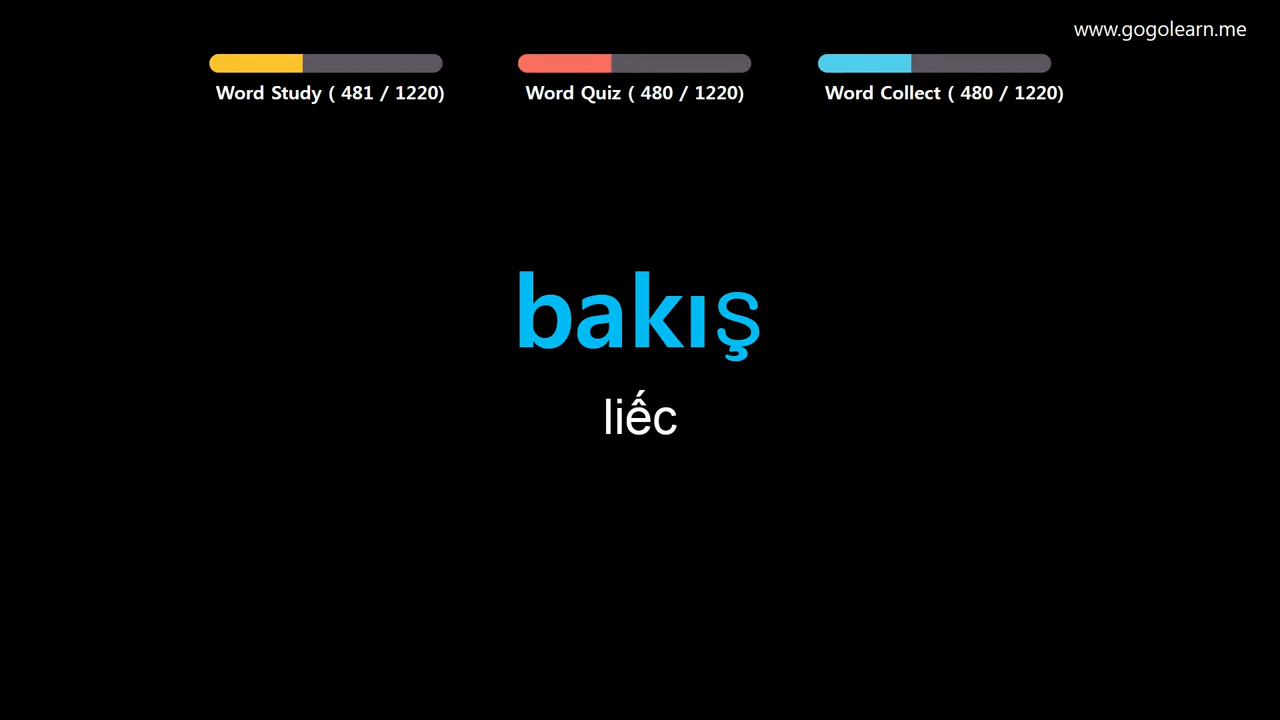 www.gogolearn.me
Word Study ( 481 / 1220)
Word Quiz ( 480 / 1220)
Word Collect ( 480 / 1220)
bakış
liếc